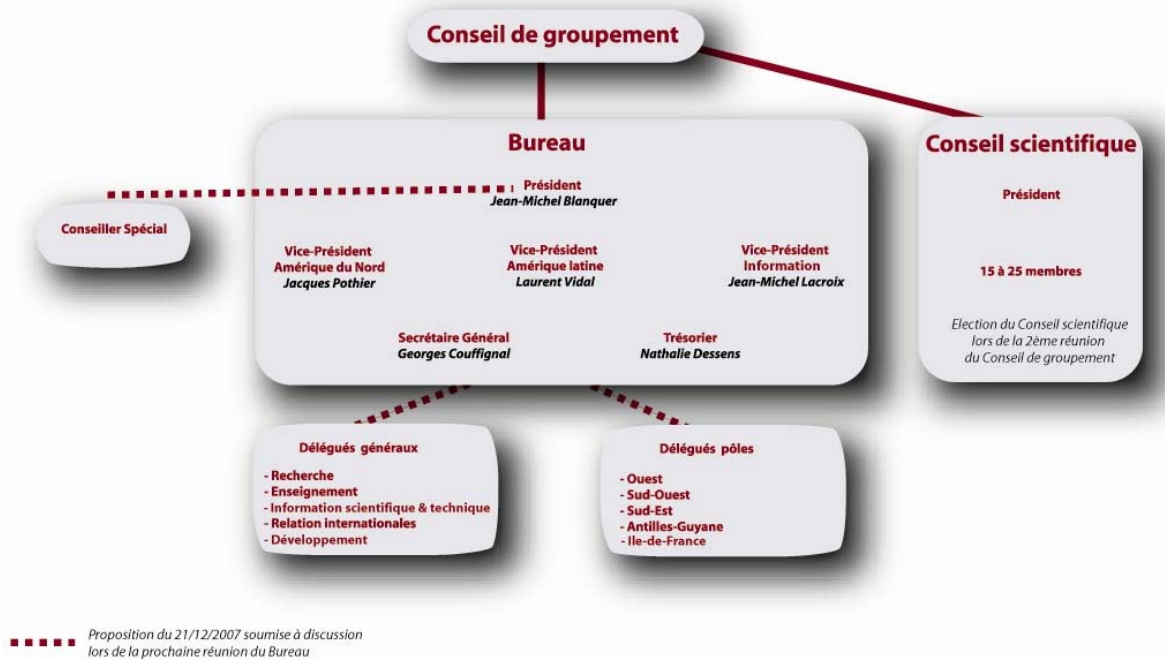 Conseil de groupement
Bureau
Président
Jean-Michel Blanquer
Conseiller Spécial
Vice-Président
Amérique du Nord
Jacques Pothier
Vice-Président
Amérique latine
Laurent Vidal
Vice-Président
Information
Jean-Michel Lacroix
Secrétaire Général
Georges Couffignal
Trésorier
Nathalie Dessens
Conseil scientifique
Président
15 à 25 membres
Election du Conseil scientifique
lors de la 2ème réunion
du Conseil de groupement
Délégués généraux
- Recherche
- Enseignement
- Information scientifique & technique
- Relation internationales
- Développement
Délégués pôles
- Ouest
- Sud-Ouest
- Sud-Est
- Antilles-Guyane
- Ile-de-France
Proposition du 21/12/2007 soumise à discussion
lors de la prochaine réunion du Bureau